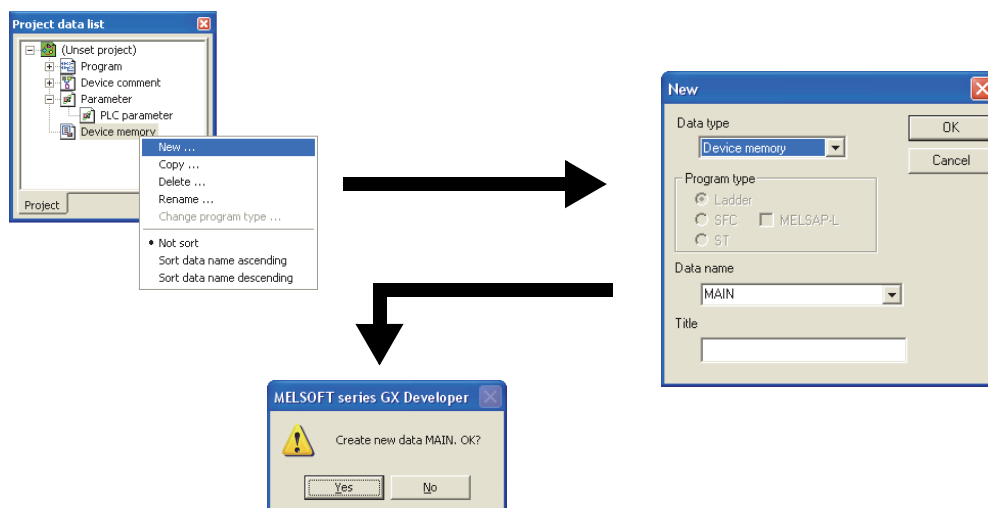 Project data list
(Unset project)
Program
Device comment
Parameter
PLC parameter
Device memory
New ...
Copy ...
Delete ...
Rename ...
Change program type ...
Not sort
Sort data name ascending
Sort data name descending
Project
New
Data type
Device memory
OK
Cancel
Program type
Ladder
SFC MELSAP-L
ST
Data name
MAIN
Title
MELSOFT series GX Developer
Create new data MAIN. OK?
Yes No